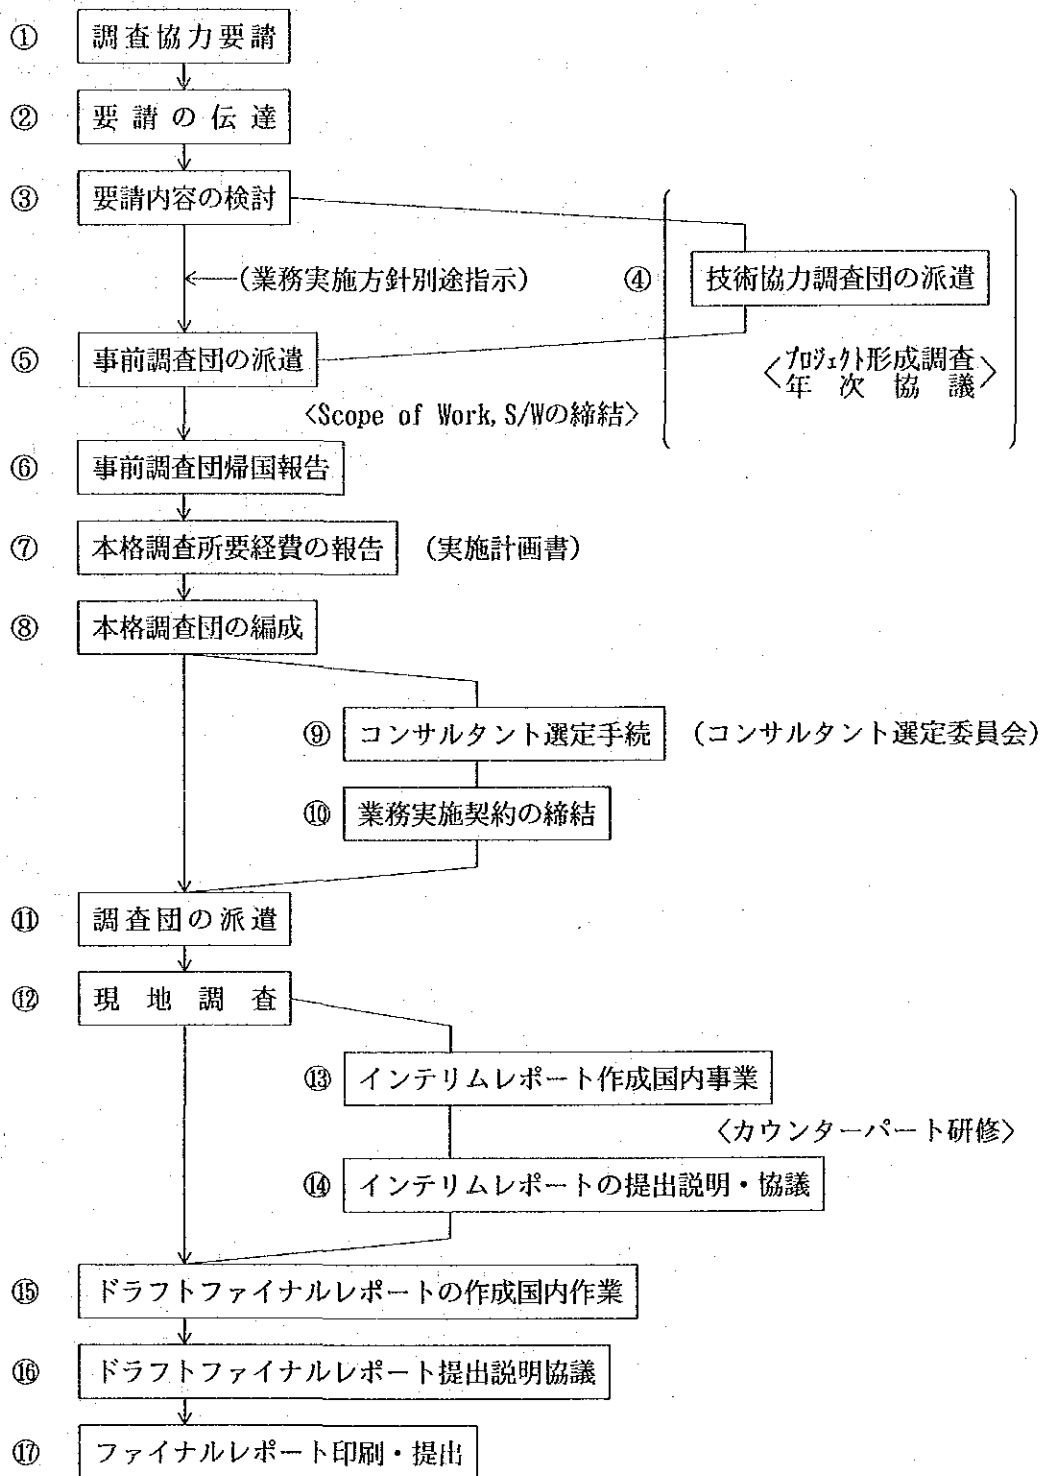 ① 調査協力要請
② 要請の伝達
③ 要請内容の検討
(業務実施方針別途指示)
④ 技術協力調査団の派遣
⑤ 事前調査団の派遣
〈プロジェクト形成調査
年次協議〉
〈Scope of Work, S/Wの締結〉
⑥ 事前調査団帰国報告
⑦ 本格調査所要経費の報告 (実施計画書)
⑧ 本格調査団の編成
⑨ コンサルタント選定手続 (コンサルタント選定委員会)
⑩ 業務実施契約の締結
⑪ 調査団の派遣
⑫ 現地調査
⑬ インテリムレポート作成国内事業
〈カウンターパート研修〉
⑭ インテリムレポートの提出説明・協議
⑮ ドラフトファイナルレポートの作成国内作業
⑯ ドラフトファイナルレポート提出説明協議
⑰ ファイナルレポート印刷・提出